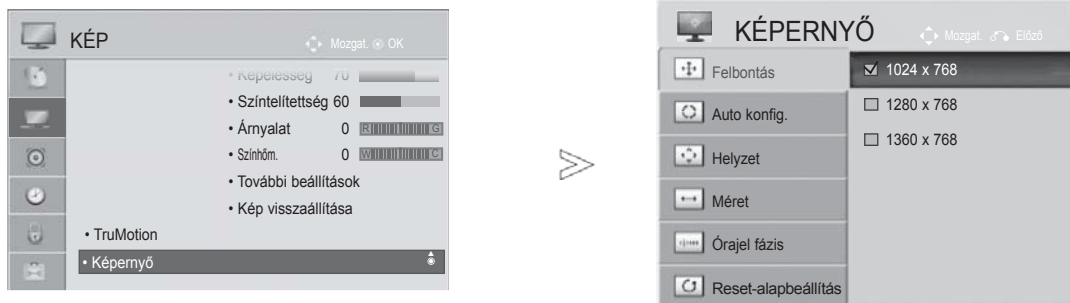 KÉP
Mozgat. OK
• Képélesség 70
• Színtelítettség 60
• Árnyalat 0 R G
• Színhőm. 0 W C
• További beállítások
• Kép visszaállítása
• TruMotion
• Képernyő
KÉPERNYŐ
Mozgat. Előző
Felbontás
Auto konfig.
Helyzet
Méret
Órajel fázis
Reset-alapbeállítás
1024 x 768
1280 x 768
1360 x 768